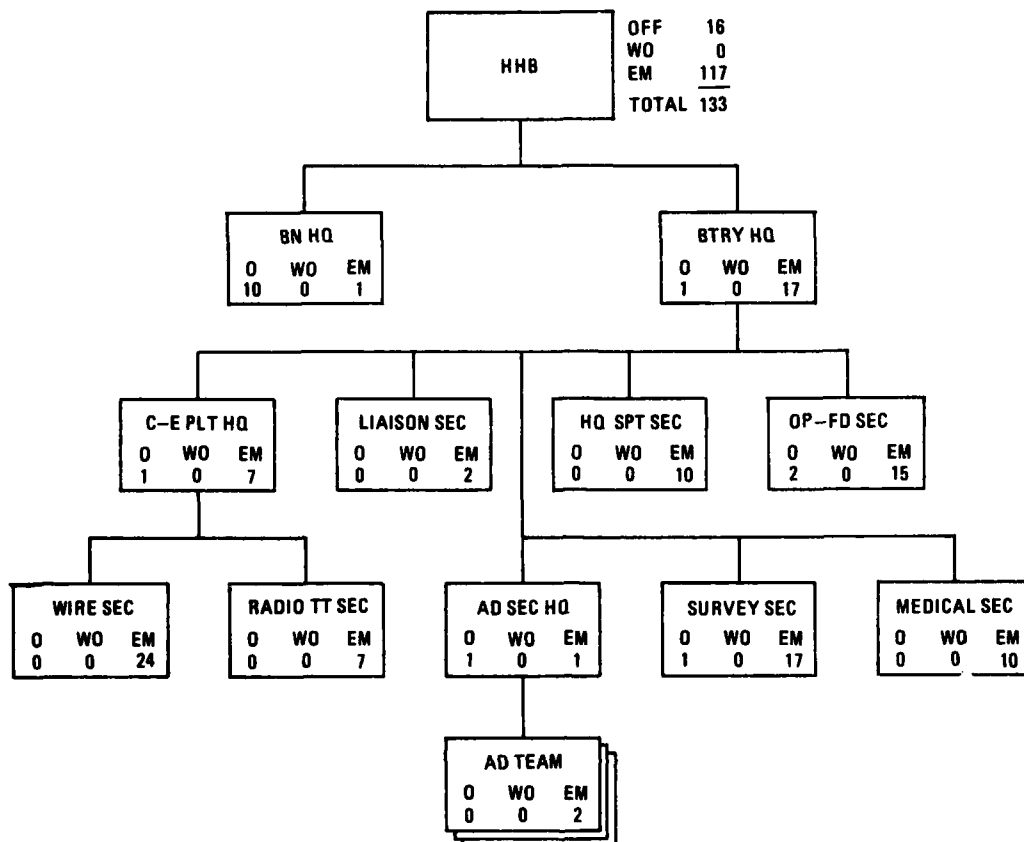 HHB
OFF 16
WO 0
EM 117
TOTAL 133
BN HQ
O WO EM
10 0 1
BTRY HQ
O WO EM
1 0 17
C-E PLT HQ
O WO EM
1 0 7
LIAISON SEC
O WO EM
0 0 2
HQ SPT SEC
O WO EM
0 0 10
OP-FD SEC
O WO EM
2 0 15
WIRE SEC
O WO EM
0 0 24
RADIO TT SEC
O WO EM
0 0 7
AD SEC HQ
O WO EM
1 0 1
SURVEY SEC
O WO EM
1 0 17
MEDICAL SEC
O WO EM
0 0 10
AD TEAM
O WO EM
0 0 2